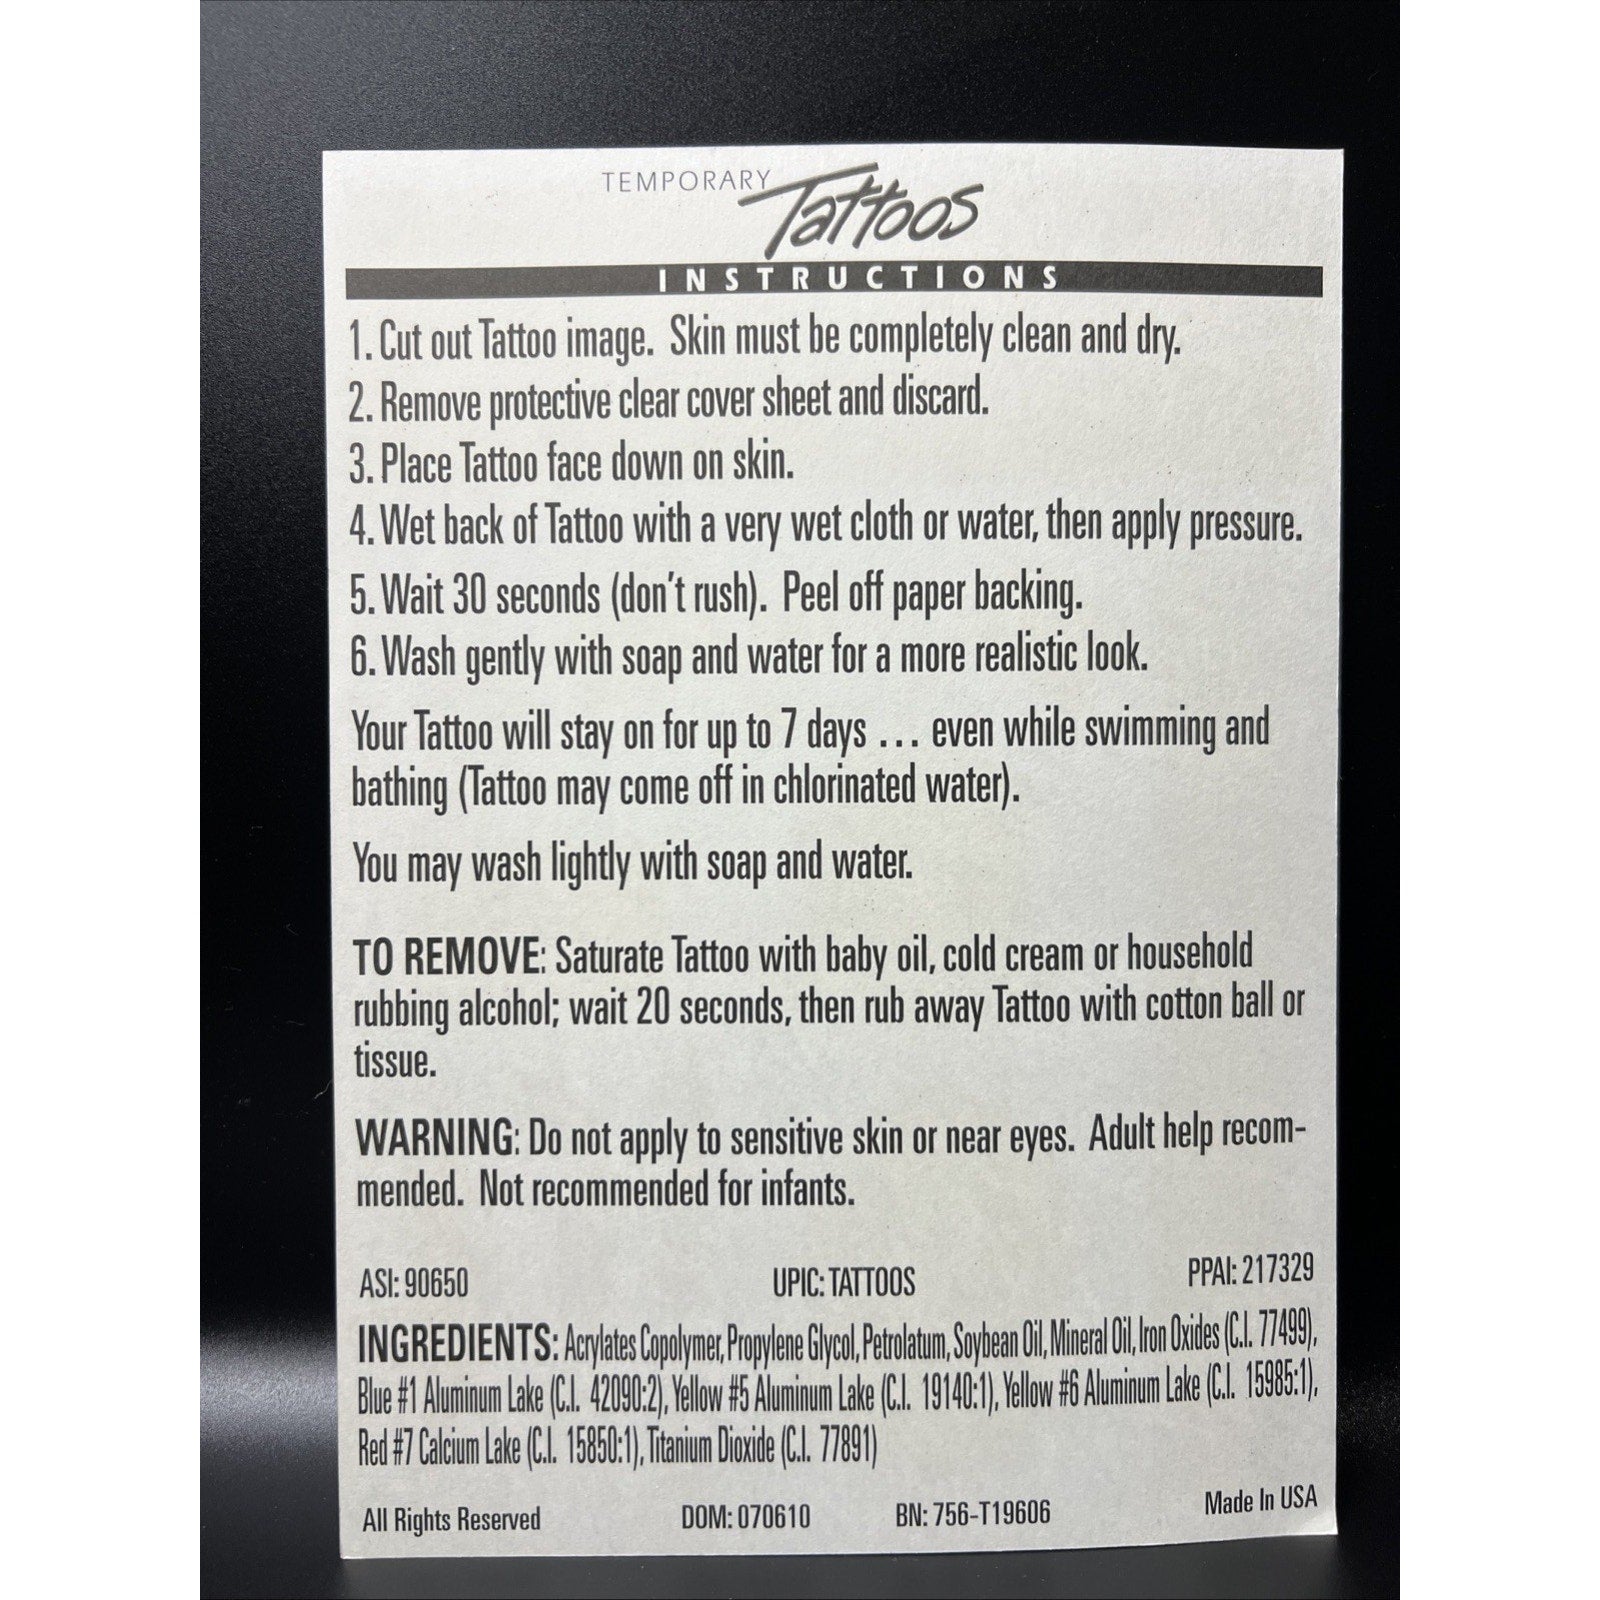 TEMPORARY Tattoos
INSTRUCTIONS
1. Cut out Tattoo image. Skin must be completely clean and dry.
2. Remove protective clear cover sheet and discard.
3. Place Tattoo face down on skin.
4. Wet back of Tattoo with a very wet cloth or water, then apply pressure.
5. Wait 30 seconds (don't rush). Peel off paper backing.
6. Wash gently with soap and water for a more realistic look.
Your Tattoo will stay on for up to 7 days ... even while swimming and
bathing (Tattoo may come off in chlorinated water).
You may wash lightly with soap and water.
TO REMOVE: Saturate Tattoo with baby oil, cold cream or household
rubbing alcohol; wait 20 seconds, then rub away Tattoo with cotton ball or
tissue.
WARNING: Do not apply to sensitive skin or near eyes. Adult help recom-
mended. Not recommended for infants.
ASI: 90650 UPIC: TATTOOS PPAI: 217329
INGREDIENTS: Acrylates Copolymer, Propylene Glycol, Petrolatum, Soybean Oil, Mineral Oil, Iron Oxides (C.I. 77499),
Blue #1 Aluminum Lake (C.I. 42090:2), Yellow #5 Aluminum Lake (C.I. 19140:1), Yellow #6 Aluminum Lake (C.I. 15985:1),
Red #7 Calcium Lake (C.I. 15850:1), Titanium Dioxide (C.I. 77891)
All Rights Reserved DOM: 070610 BN: 756-T19606 Made In USA